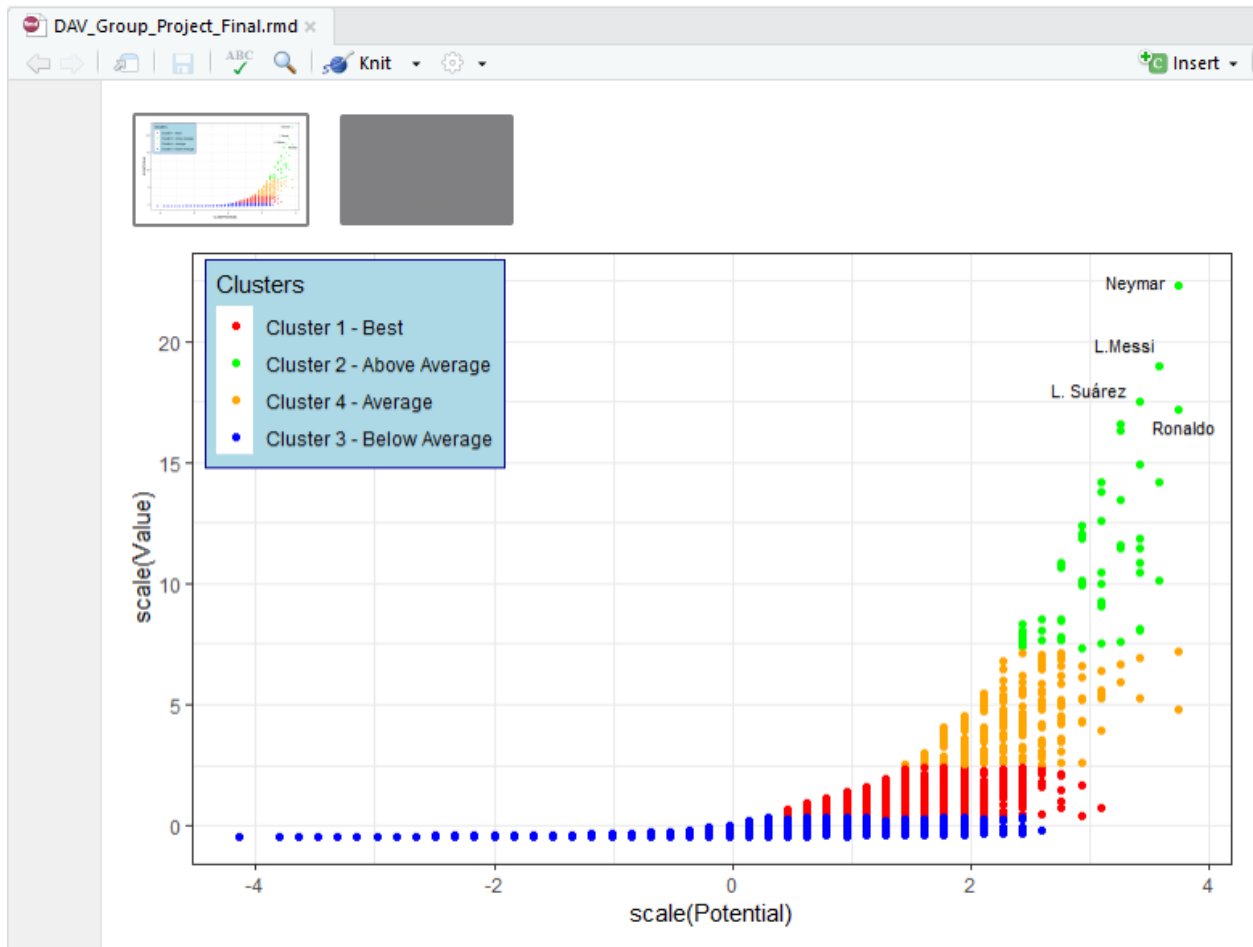 DAV_Group_Project_Final.rmd
ABC
Knit
Insert
Clusters
Cluster 1 - Best
Cluster 2 - Above Average
Cluster 4 - Average
Cluster 3 - Below Average
Neymar
L.Messi
L. Suárez
Ronaldo
scale(Value)
20
15
10
5
0
-4
-2
0
2
4
scale(Potential)